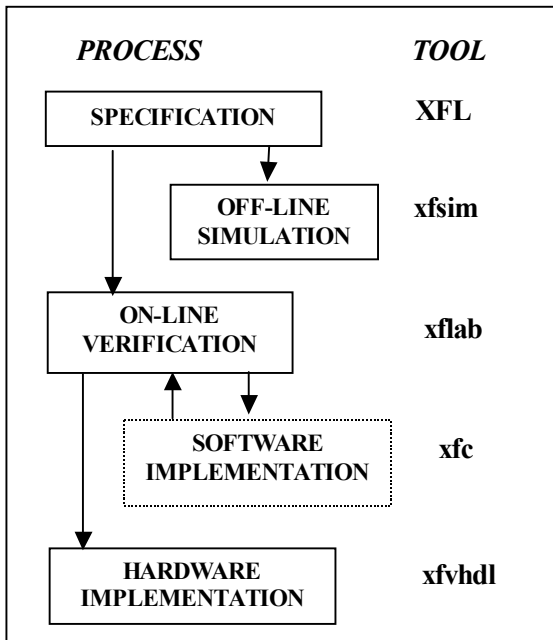 PROCESS TOOL
SPECIFICATION XFL
OFF-LINE
SIMULATION xfsim
ON-LINE
VERIFICATION xflab
SOFTWARE
IMPLEMENTATION xfc
HARDWARE
IMPLEMENTATION xfvhdl